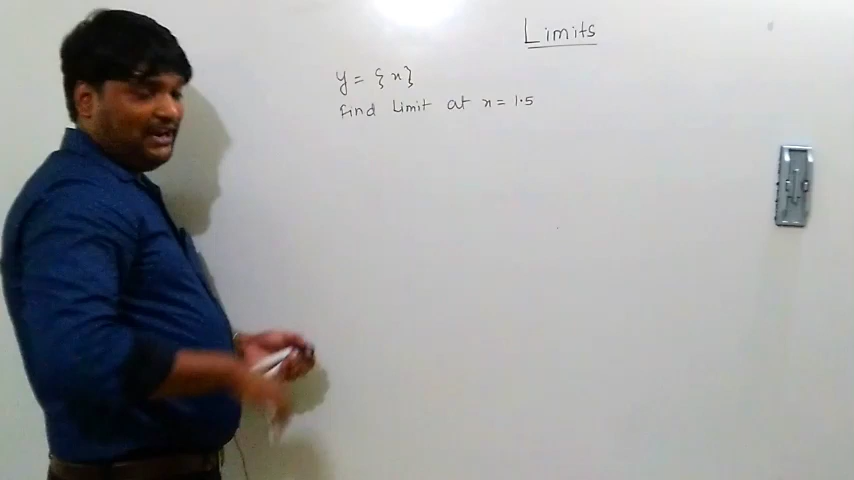 Limits
y = {x}
find Limit at x = 1.5